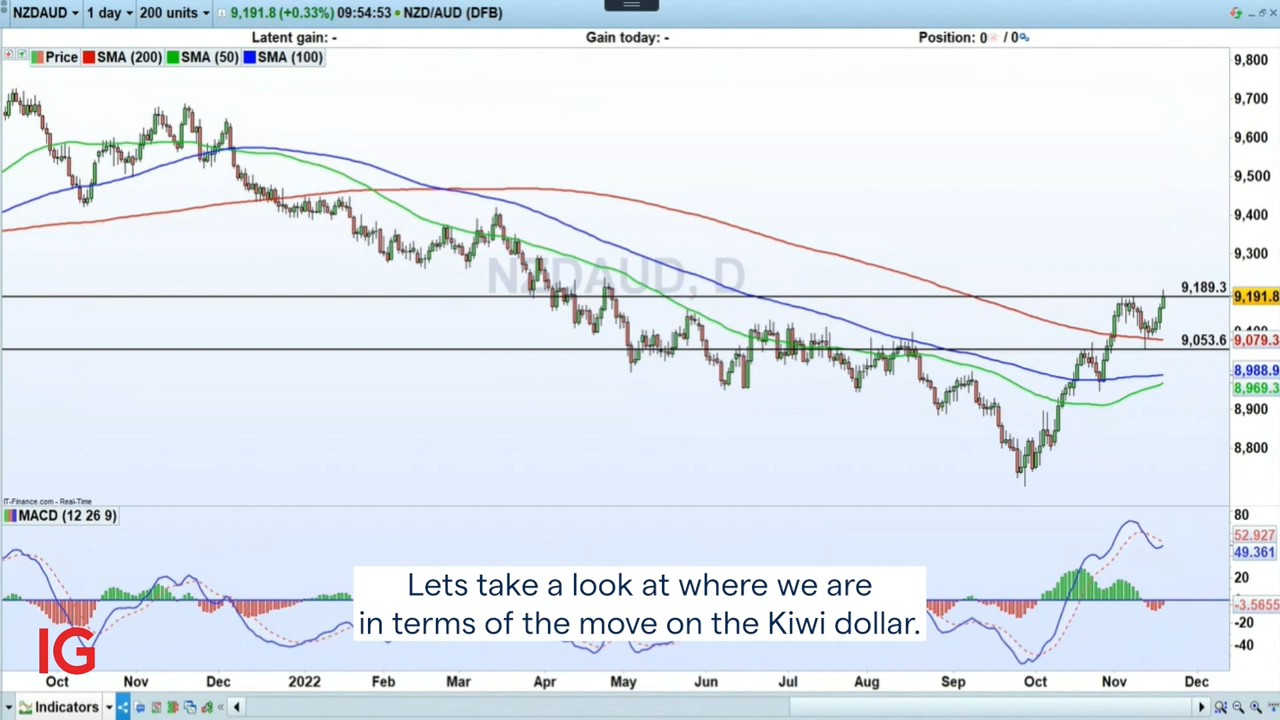 NZDAUD 1 day 200 units 9,191.8 (+0.33%) 09:54:53 NZD/AUD (DFB)
Latent gain: - Gain today: - Position: 0 / 0
Price SMA (200) SMA (50) SMA (100)
9,800
9,700
9,600
9,500
9,400
9,300
NZDAUD, D
9,189.3
9,191.8
9,053.6
9,079.3
8,988.9
8,969.3
8,900
8,800
IT-Finance.com - Real-Time
MACD (12 26 9)
80
52.927
49.361
20
-3.5655
-20
-40
Lets take a look at where we are
in terms of the move on the Kiwi dollar.
IG
Oct Nov Dec 2022 Feb Mar Apr May Jun Jul Aug Sep Oct Nov Dec
Indicators